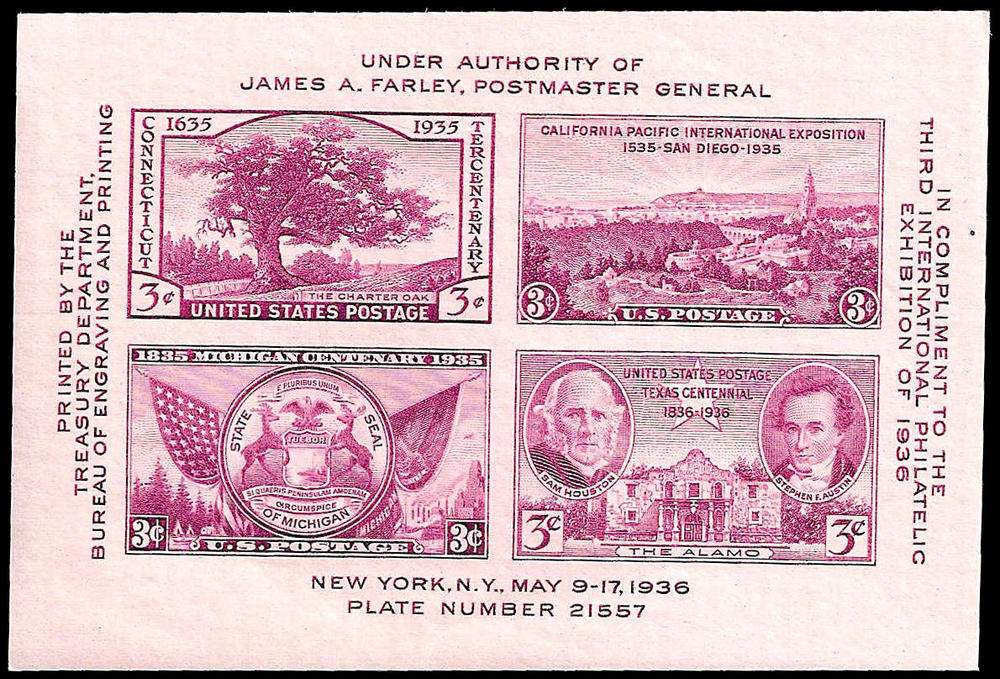 UNDER AUTHORITY OF
JAMES A. FARLEY, POSTMASTER GENERAL
PRINTED BY THE
TREASURY DEPARTMENT,
BUREAU OF ENGRAVING AND PRINTING
CONNECTICUT
1635
1935
TERCENTENARY
THE CHARTER OAK
3¢
3¢
UNITED STATES POSTAGE
CALIFORNIA PACIFIC INTERNATIONAL EXPOSITION
1535-SAN DIEGO-1935
3¢
U.S. POSTAGE
3¢
1835 MICHIGAN CENTENARY 1935
E PLURIBUS UNUM
STATE SEAL
TUEBOR
SI QUAERIS PENINSULAM AMOENAM
CIRCUMSPICE
OF MICHIGAN
MICHIGAN
3¢
U.S. POSTAGE
3¢
UNITED STATES POSTAGE
TEXAS CENTENNIAL
1836-1936
SAM HOUSTON
STEPHEN F. AUSTIN
3¢
THE ALAMO
3¢
IN COMPLIMENT TO THE
THIRD INTERNATIONAL PHILATELIC
EXHIBITION OF 1936
NEW YORK, N.Y., MAY 9-17, 1936
PLATE NUMBER 21557